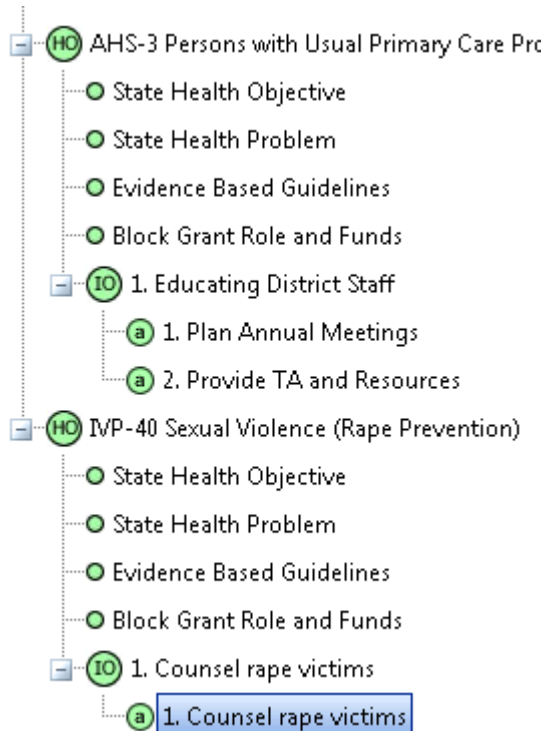 HO AHS-3 Persons with Usual Primary Care Pro
State Health Objective
State Health Problem
Evidence Based Guidelines
Block Grant Role and Funds
IO 1. Educating District Staff
a 1. Plan Annual Meetings
a 2. Provide TA and Resources
HO IVP-40 Sexual Violence (Rape Prevention)
State Health Objective
State Health Problem
Evidence Based Guidelines
Block Grant Role and Funds
IO 1. Counsel rape victims
a 1. Counsel rape victims